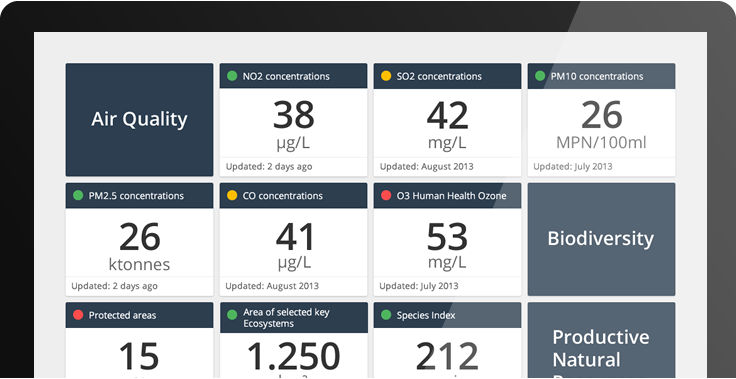 Air Quality
NO2 concentrations
38
µg/L
Updated: 2 days ago
SO2 concentrations
42
mg/L
Updated: August 2013
PM10 concentrations
26
MPN/100ml
Updated: July 2013
PM2.5 concentrations
26
ktonnes
Updated: 2 days ago
CO concentrations
41
µg/L
Updated: August 2013
O3 Human Health Ozone
53
mg/L
Updated: July 2013
Biodiversity
Protected areas
15
Area of selected key
Ecosystems
1.250
Species Index
212
Productive
Natural